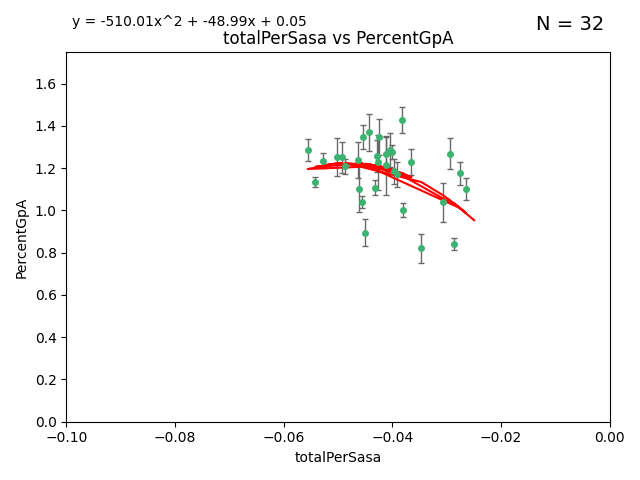 y = -510.01x^2 + -48.99x + 0.05
N = 32
totalPerSasa vs PercentGpA
PercentGpA
1.6
1.4
1.2
1.0
0.8
0.6
0.4
0.2
0.0
−0.10 −0.08 −0.06 −0.04 −0.02 0.00
totalPerSasa